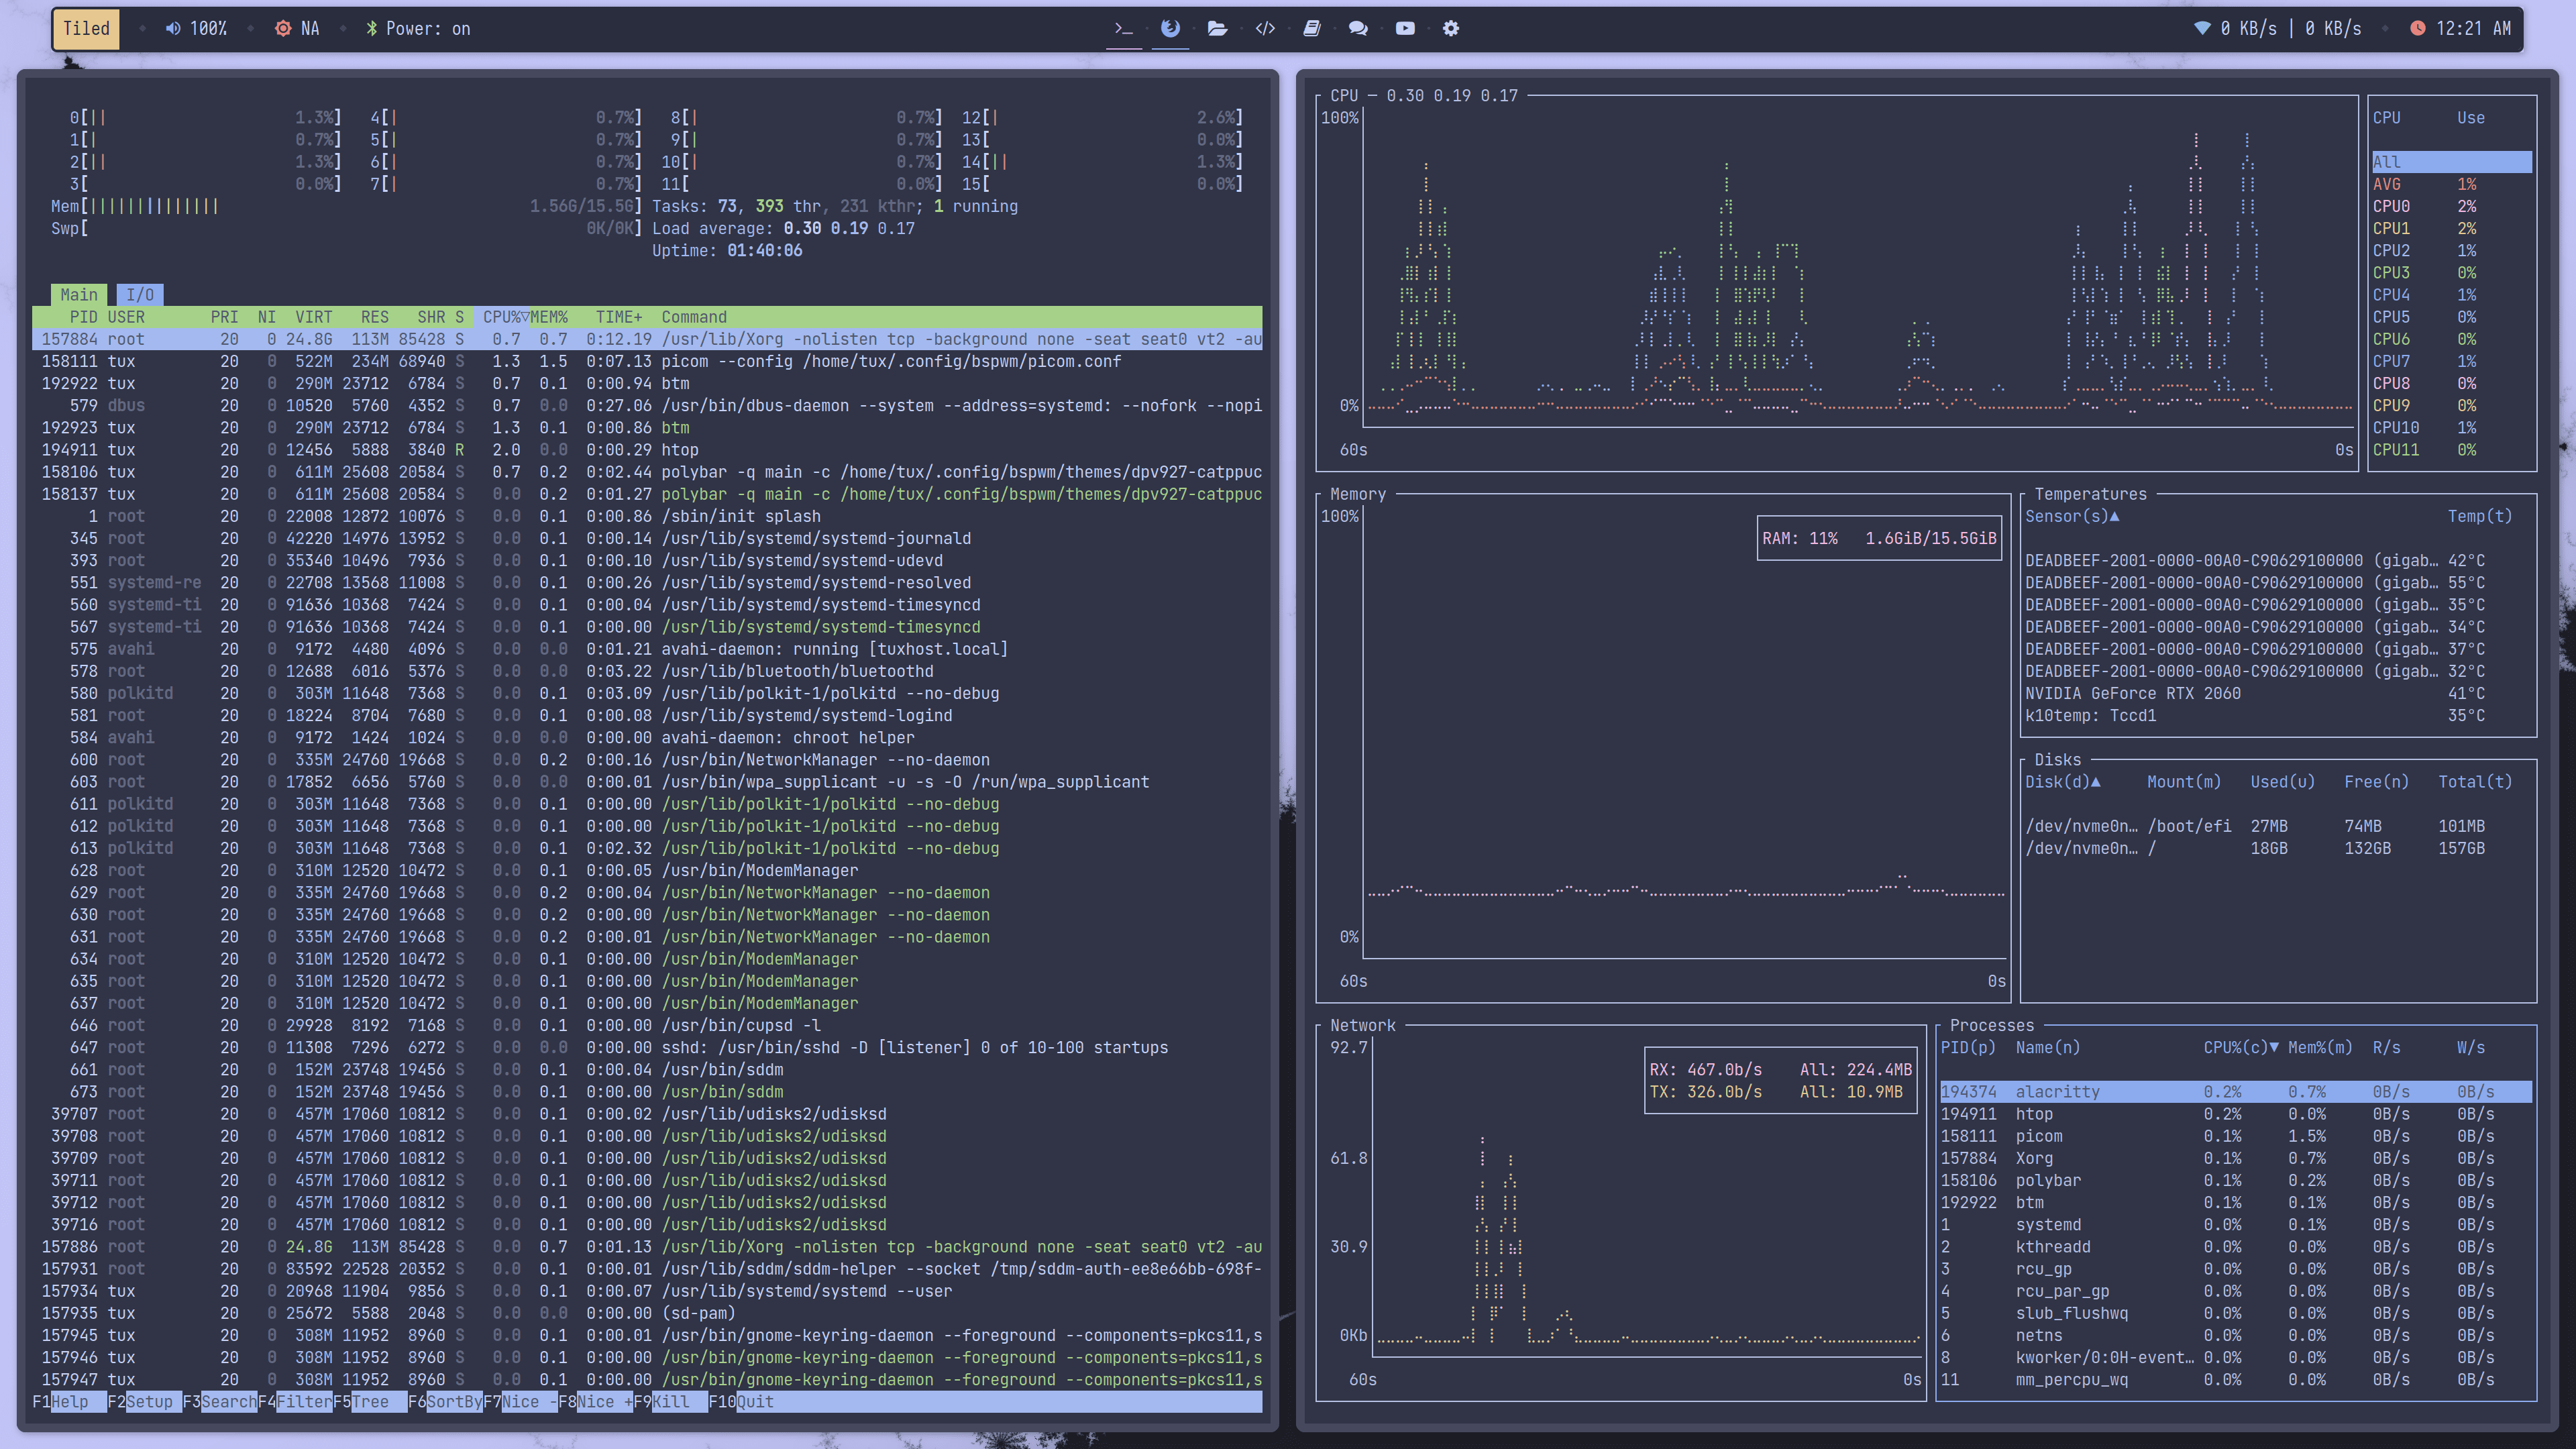 Tiled 100% NA Power: on 0 KB/s | 0 KB/s 12:21 AM
0[|| 1.3%] 4[| 0.7%] 8[| 0.7%] 12[| 2.6%]
1[| 0.7%] 5[| 0.7%] 9[| 0.7%] 13[ 0.0%]
2[|| 1.3%] 6[| 0.7%] 10[| 0.7%] 14[|| 1.3%]
3[ 0.0%] 7[| 0.7%] 11[ 0.0%] 15[ 0.0%]
Mem[|||||||||||||| 1.56G/15.5G] Tasks: 73, 393 thr, 231 kthr; 1 running
Swp[ 0K/0K] Load average: 0.30 0.19 0.17
Uptime: 01:40:06
Main I/O
PID USER PRI NI VIRT RES SHR S CPU%▽MEM% TIME+ Command
157884 root 20 0 24.8G 113M 85428 S 0.7 0.7 0:12.19 /usr/lib/Xorg -nolisten tcp -background none -seat seat0 vt2 -au
158111 tux 20 0 522M 234M 68940 S 1.3 1.5 0:07.13 picom --config /home/tux/.config/bspwm/picom.conf
192922 tux 20 0 290M 23712 6784 S 0.7 0.1 0:00.94 btm
579 dbus 20 0 10520 5760 4352 S 0.7 0.0 0:27.06 /usr/bin/dbus-daemon --system --address=systemd: --nofork --nopi
192923 tux 20 0 290M 23712 6784 S 1.3 0.1 0:00.86 btm
194911 tux 20 0 12456 5888 3840 R 2.0 0.0 0:00.29 htop
158106 tux 20 0 611M 25608 20584 S 0.7 0.2 0:02.44 polybar -q main -c /home/tux/.config/bspwm/themes/dpv927-catppuc
158137 tux 20 0 611M 25608 20584 S 0.0 0.2 0:01.27 polybar -q main -c /home/tux/.config/bspwm/themes/dpv927-catppuc
1 root 20 0 22008 12872 10076 S 0.0 0.1 0:00.86 /sbin/init splash
345 root 20 0 42220 14976 13952 S 0.0 0.1 0:00.14 /usr/lib/systemd/systemd-journald
393 root 20 0 35340 10496 7936 S 0.0 0.1 0:00.10 /usr/lib/systemd/systemd-udevd
551 systemd-re 20 0 22708 13568 11008 S 0.0 0.1 0:00.26 /usr/lib/systemd/systemd-resolved
560 systemd-ti 20 0 91636 10368 7424 S 0.0 0.1 0:00.04 /usr/lib/systemd/systemd-timesyncd
567 systemd-ti 20 0 91636 10368 7424 S 0.0 0.1 0:00.00 /usr/lib/systemd/systemd-timesyncd
575 avahi 20 0 9172 4480 4096 S 0.0 0.0 0:01.21 avahi-daemon: running [tuxhost.local]
578 root 20 0 12688 6016 5376 S 0.0 0.0 0:03.22 /usr/lib/bluetooth/bluetoothd
580 polkitd 20 0 303M 11648 7368 S 0.0 0.1 0:03.09 /usr/lib/polkit-1/polkitd --no-debug
581 root 20 0 18224 8704 7680 S 0.0 0.1 0:00.08 /usr/lib/systemd/systemd-logind
584 avahi 20 0 9172 1424 1024 S 0.0 0.0 0:00.00 avahi-daemon: chroot helper
600 root 20 0 335M 24760 19668 S 0.0 0.2 0:00.16 /usr/bin/NetworkManager --no-daemon
603 root 20 0 17852 6656 5760 S 0.0 0.0 0:00.01 /usr/bin/wpa_supplicant -u -s -O /run/wpa_supplicant
611 polkitd 20 0 303M 11648 7368 S 0.0 0.1 0:00.00 /usr/lib/polkit-1/polkitd --no-debug
612 polkitd 20 0 303M 11648 7368 S 0.0 0.1 0:00.00 /usr/lib/polkit-1/polkitd --no-debug
613 polkitd 20 0 303M 11648 7368 S 0.0 0.1 0:02.32 /usr/lib/polkit-1/polkitd --no-debug
628 root 20 0 310M 12520 10472 S 0.0 0.1 0:00.05 /usr/bin/ModemManager
629 root 20 0 335M 24760 19668 S 0.0 0.2 0:00.04 /usr/bin/NetworkManager --no-daemon
630 root 20 0 335M 24760 19668 S 0.0 0.2 0:00.00 /usr/bin/NetworkManager --no-daemon
631 root 20 0 335M 24760 19668 S 0.0 0.2 0:00.01 /usr/bin/NetworkManager --no-daemon
634 root 20 0 310M 12520 10472 S 0.0 0.1 0:00.00 /usr/bin/ModemManager
635 root 20 0 310M 12520 10472 S 0.0 0.1 0:00.00 /usr/bin/ModemManager
637 root 20 0 310M 12520 10472 S 0.0 0.1 0:00.00 /usr/bin/ModemManager
646 root 20 0 29928 8192 7168 S 0.0 0.1 0:00.00 /usr/bin/cupsd -l
647 root 20 0 11308 7296 6272 S 0.0 0.0 0:00.00 sshd: /usr/bin/sshd -D [listener] 0 of 10-100 startups
661 root 20 0 152M 23748 19456 S 0.0 0.1 0:00.04 /usr/bin/sddm
673 root 20 0 152M 23748 19456 S 0.0 0.1 0:00.00 /usr/bin/sddm
39707 root 20 0 457M 17060 10812 S 0.0 0.1 0:00.02 /usr/lib/udisks2/udisksd
39708 root 20 0 457M 17060 10812 S 0.0 0.1 0:00.00 /usr/lib/udisks2/udisksd
39709 root 20 0 457M 17060 10812 S 0.0 0.1 0:00.00 /usr/lib/udisks2/udisksd
39711 root 20 0 457M 17060 10812 S 0.0 0.1 0:00.00 /usr/lib/udisks2/udisksd
39712 root 20 0 457M 17060 10812 S 0.0 0.1 0:00.00 /usr/lib/udisks2/udisksd
39716 root 20 0 457M 17060 10812 S 0.0 0.1 0:00.00 /usr/lib/udisks2/udisksd
157886 root 20 0 24.8G 113M 85428 S 0.0 0.7 0:01.13 /usr/lib/Xorg -nolisten tcp -background none -seat seat0 vt2 -au
157931 root 20 0 83592 22528 20352 S 0.0 0.1 0:00.01 /usr/lib/sddm/sddm-helper --socket /tmp/sddm-auth-ee8e66bb-698f-
157934 tux 20 0 20968 11904 9856 S 0.0 0.1 0:00.07 /usr/lib/systemd/systemd --user
157935 tux 20 0 25672 5588 2048 S 0.0 0.0 0:00.00 (sd-pam)
157945 tux 20 0 308M 11952 8960 S 0.0 0.1 0:00.01 /usr/bin/gnome-keyring-daemon --foreground --components=pkcs11,s
157946 tux 20 0 308M 11952 8960 S 0.0 0.1 0:00.00 /usr/bin/gnome-keyring-daemon --foreground --components=pkcs11,s
157947 tux 20 0 308M 11952 8960 S 0.0 0.1 0:00.00 /usr/bin/gnome-keyring-daemon --foreground --components=pkcs11,s
F1Help F2Setup F3SearchF4FilterF5Tree F6SortByF7Nice -F8Nice +F9Kill F10Quit
CPU — 0.30 0.19 0.17
100%
0%
60s 0s
CPU Use
All
AVG 1%
CPU0 2%
CPU1 2%
CPU2 1%
CPU3 0%
CPU4 1%
CPU5 0%
CPU6 0%
CPU7 1%
CPU8 0%
CPU9 0%
CPU10 1%
CPU11 0%
Memory
100%
RAM: 11% 1.6GiB/15.5GiB
0%
60s 0s
Temperatures
Sensor(s)▲ Temp(t)
DEADBEEF-2001-0000-00A0-C90629100000 (gigab… 42°C
DEADBEEF-2001-0000-00A0-C90629100000 (gigab… 55°C
DEADBEEF-2001-0000-00A0-C90629100000 (gigab… 35°C
DEADBEEF-2001-0000-00A0-C90629100000 (gigab… 34°C
DEADBEEF-2001-0000-00A0-C90629100000 (gigab… 37°C
DEADBEEF-2001-0000-00A0-C90629100000 (gigab… 32°C
NVIDIA GeForce RTX 2060 41°C
k10temp: Tccd1 35°C
Disks
Disk(d)▲ Mount(m) Used(u) Free(n) Total(t)
/dev/nvme0n… /boot/efi 27MB 74MB 101MB
/dev/nvme0n… / 18GB 132GB 157GB
Network
92.7
RX: 467.0b/s All: 224.4MB
TX: 326.0b/s All: 10.9MB
61.8
30.9
0Kb
60s 0s
Processes
PID(p) Name(n) CPU%(c)▼ Mem%(m) R/s W/s
194374 alacritty 0.2% 0.7% 0B/s 0B/s
194911 htop 0.2% 0.0% 0B/s 0B/s
158111 picom 0.1% 1.5% 0B/s 0B/s
157884 Xorg 0.1% 0.7% 0B/s 0B/s
158106 polybar 0.1% 0.2% 0B/s 0B/s
192922 btm 0.1% 0.1% 0B/s 0B/s
1 systemd 0.0% 0.1% 0B/s 0B/s
2 kthreadd 0.0% 0.0% 0B/s 0B/s
3 rcu_gp 0.0% 0.0% 0B/s 0B/s
4 rcu_par_gp 0.0% 0.0% 0B/s 0B/s
5 slub_flushwq 0.0% 0.0% 0B/s 0B/s
6 netns 0.0% 0.0% 0B/s 0B/s
8 kworker/0:0H-event… 0.0% 0.0% 0B/s 0B/s
11 mm_percpu_wq 0.0% 0.0% 0B/s 0B/s